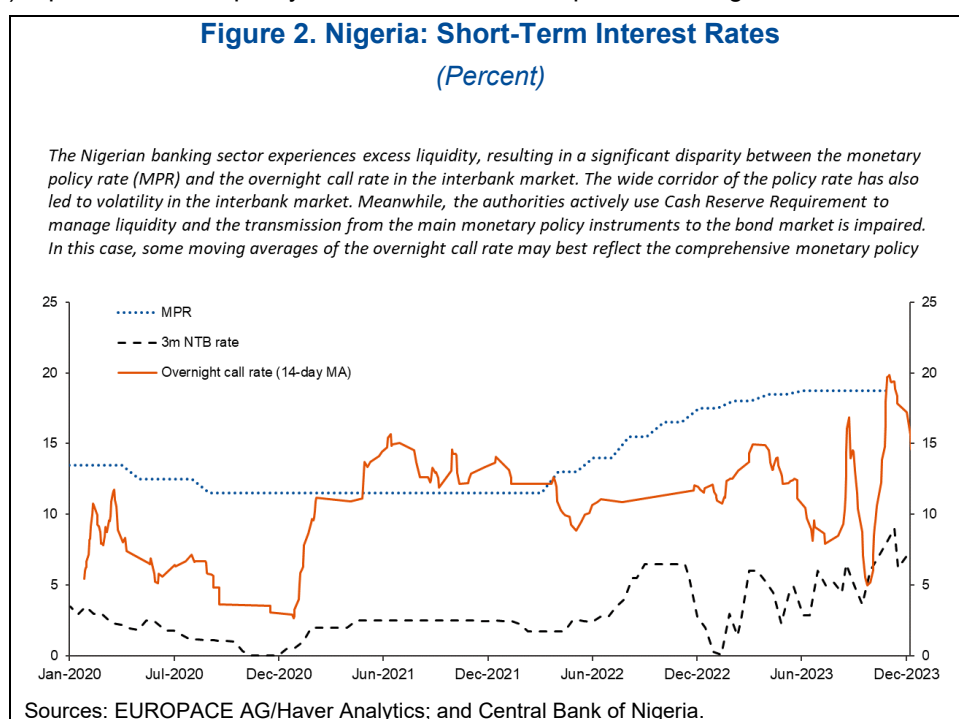 Figure 2. Nigeria: Short-Term Interest Rates
(Percent)
The Nigerian banking sector experiences excess liquidity, resulting in a significant disparity between the monetary
policy rate (MPR) and the overnight call rate in the interbank market. The wide corridor of the policy rate has also
led to volatility in the interbank market. Meanwhile, the authorities actively use Cash Reserve Requirement to
manage liquidity and the transmission from the main monetary policy instruments to the bond market is impaired.
In this case, some moving averages of the overnight call rate may best reflect the comprehensive monetary policy
25 25
MPR
3m NTB rate
20 Overnight call rate (14-day MA) 20
15 15
10 10
5 5
0 0
Jan-2020 Jul-2020 Dec-2020 Jun-2021 Dec-2021 Jun-2022 Dec-2022 Jun-2023 Dec-2023
Sources: EUROPACE AG/Haver Analytics; and Central Bank of Nigeria.